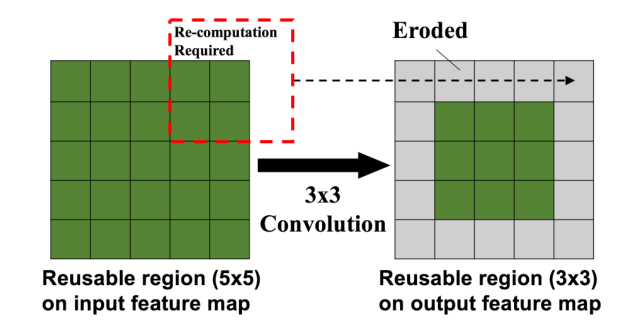 Re-computation
Required
Eroded
3x3
Convolution
Reusable region (5x5)
on input feature map
Reusable region (3x3)
on output feature map